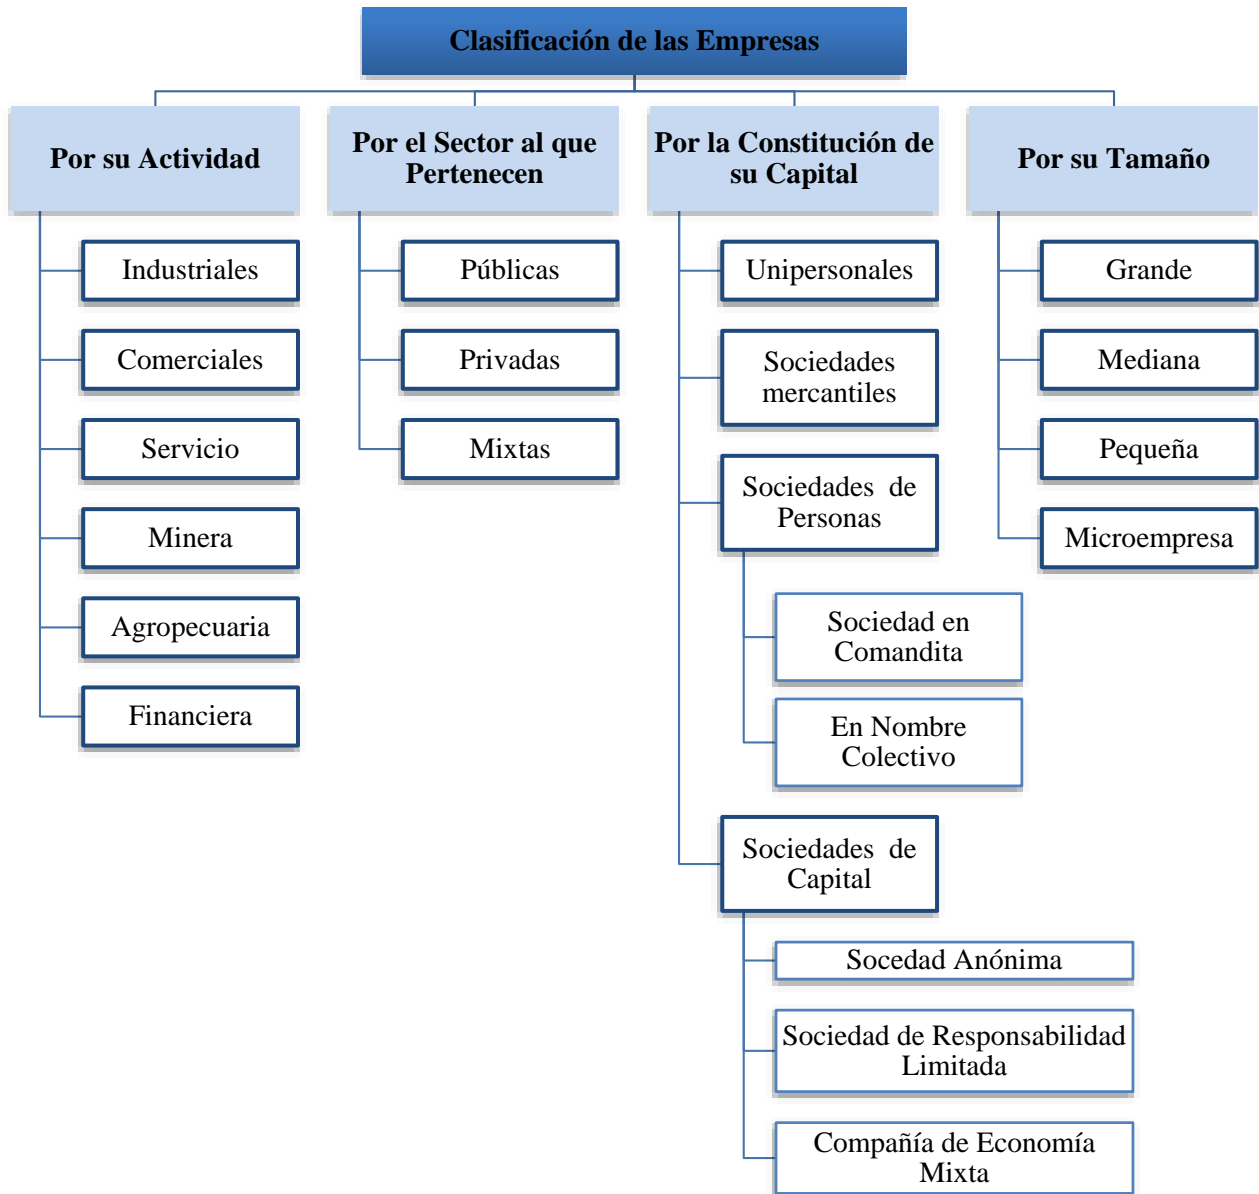 Clasificación de las Empresas
Por su Actividad
Industriales
Comerciales
Servicio
Minera
Agropecuaria
Financiera
Por el Sector al que
Pertenecen
Públicas
Privadas
Mixtas
Por la Constitución de
su Capital
Unipersonales
Sociedades
mercantiles
Sociedades de
Personas
Sociedad en
Comandita
En Nombre
Colectivo
Sociedades de
Capital
Socedad Anónima
Sociedad de Responsabilidad
Limitada
Compañía de Economía
Mixta
Por su Tamaño
Grande
Mediana
Pequeña
Microempresa